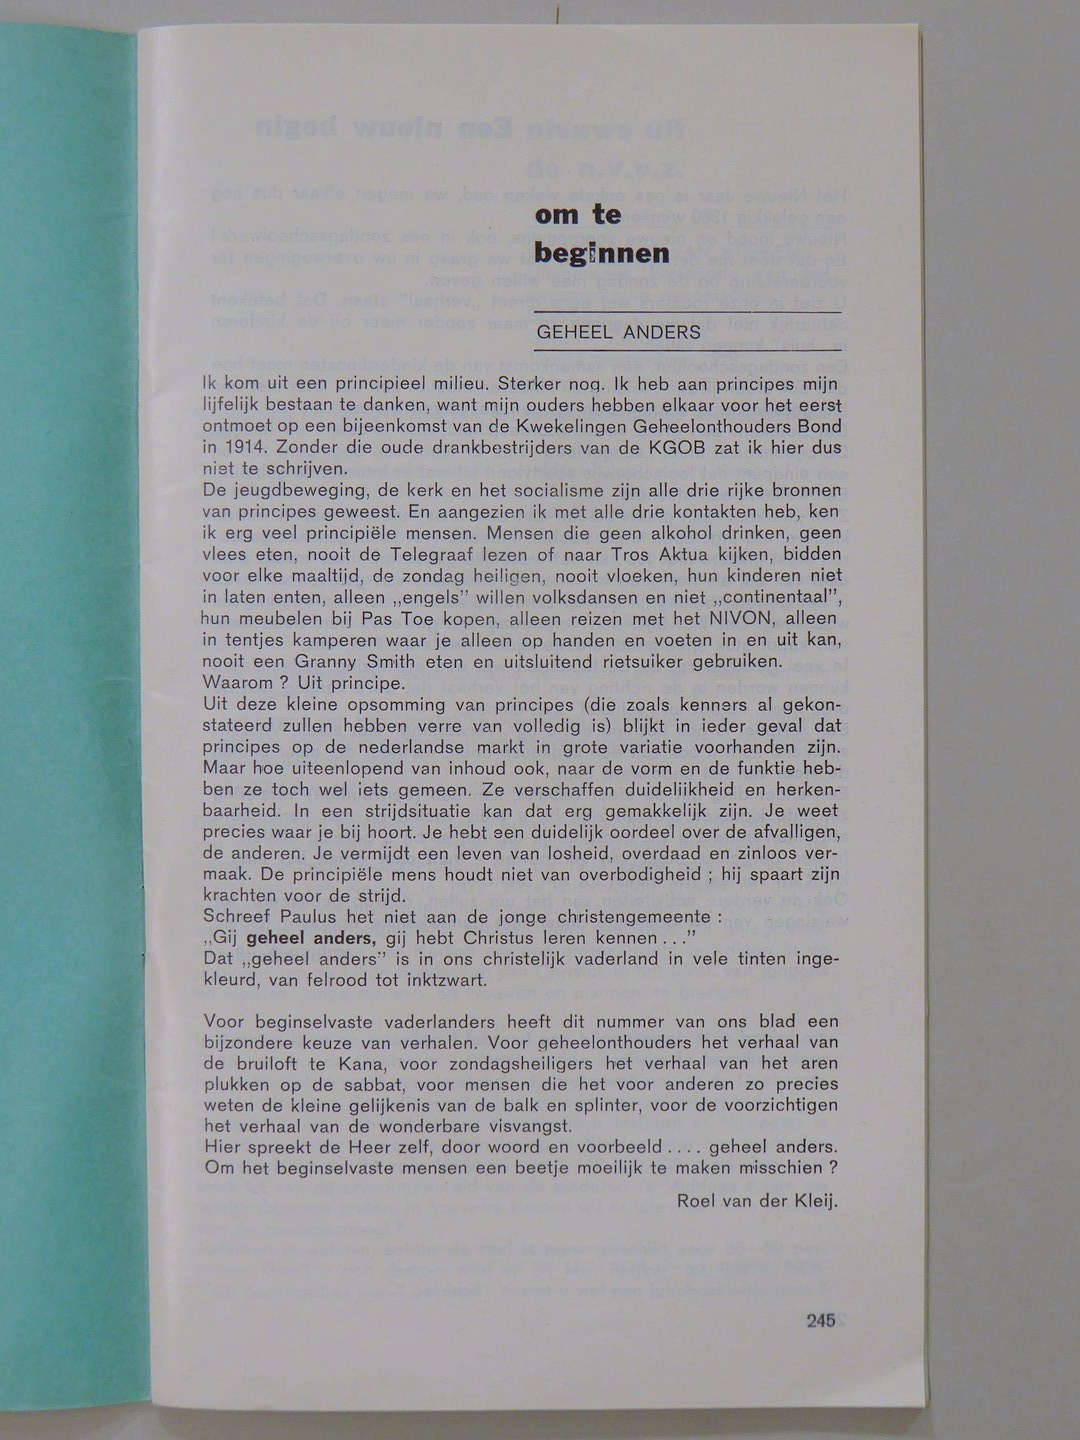 om te
beginnen
GEHEEL ANDERS
Ik kom uit een principieel milieu. Sterker nog. Ik heb aan principes mijn
lijfelijk bestaan te danken, want mijn ouders hebben elkaar voor het eerst
ontmoet op een bijeenkomst van de Kwekelingen Geheelonthouders Bond
in 1914. Zonder die oude drankbestrijders van de KGOB zat ik hier dus
niet te schrijven.
De jeugdbeweging, de kerk en het socialisme zijn alle drie rijke bronnen
van principes geweest. En aangezien ik met alle drie kontakten heb, ken
ik erg veel principiële mensen. Mensen die geen alkohol drinken, geen
vlees eten, nooit de Telegraaf lezen of naar Tros Aktua kijken, bidden
voor elke maaltijd, de zondag heiligen, nooit vloeken, hun kinderen niet
in laten enten, alleen „engels” willen volksdansen en niet „continentaal”,
hun meubelen bij Pas Toe kopen, alleen reizen met het NIVON, alleen
in tentjes kamperen waar je alleen op handen en voeten in en uit kan,
nooit een Granny Smith eten en uitsluitend rietsuiker gebruiken.
Waarom ? Uit principe.
Uit deze kleine opsomming van principes (die zoals kenners al gekon-
stateerd zullen hebben verre van volledig is) blijkt in ieder geval dat
principes op de nederlandse markt in grote variatie voorhanden zijn.
Maar hoe uiteenlopend van inhoud ook, naar de vorm en de funktie heb-
ben ze toch wel iets gemeen. Ze verschaffen duideliikheid en herken-
baarheid. In een strijdsituatie kan dat erg gemakkelijk zijn. Je weet
precies waar je bij hoort. Je hebt een duidelijk oordeel over de afvalligen,
de anderen. Je vermijdt een leven van losheid, overdaad en zinloos ver-
maak. De principiële mens houdt niet van overbodigheid ; hij spaart zijn
krachten voor de strijd.
Schreef Paulus het niet aan de jonge christengemeente :
„Gij geheel anders, gij hebt Christus leren kennen . . .”
Dat „geheel anders” is in ons christelijk vaderland in vele tinten inge-
kleurd, van felrood tot inktzwart.
Voor beginselvaste vaderlanders heeft dit nummer van ons blad een
bijzondere keuze van verhalen. Voor geheelonthouders het verhaal van
de bruiloft te Kana, voor zondagsheiligers het verhaal van het aren
plukken op de sabbat, voor mensen die het voor anderen zo precies
weten de kleine gelijkenis van de balk en splinter, voor de voorzichtigen
het verhaal van de wonderbare visvangst.
Hier spreekt de Heer zelf, door woord en voorbeeld . . . . geheel anders.
Om het beginselvaste mensen een beetje moeilijk te maken misschien ?
Roel van der Kleij.
245